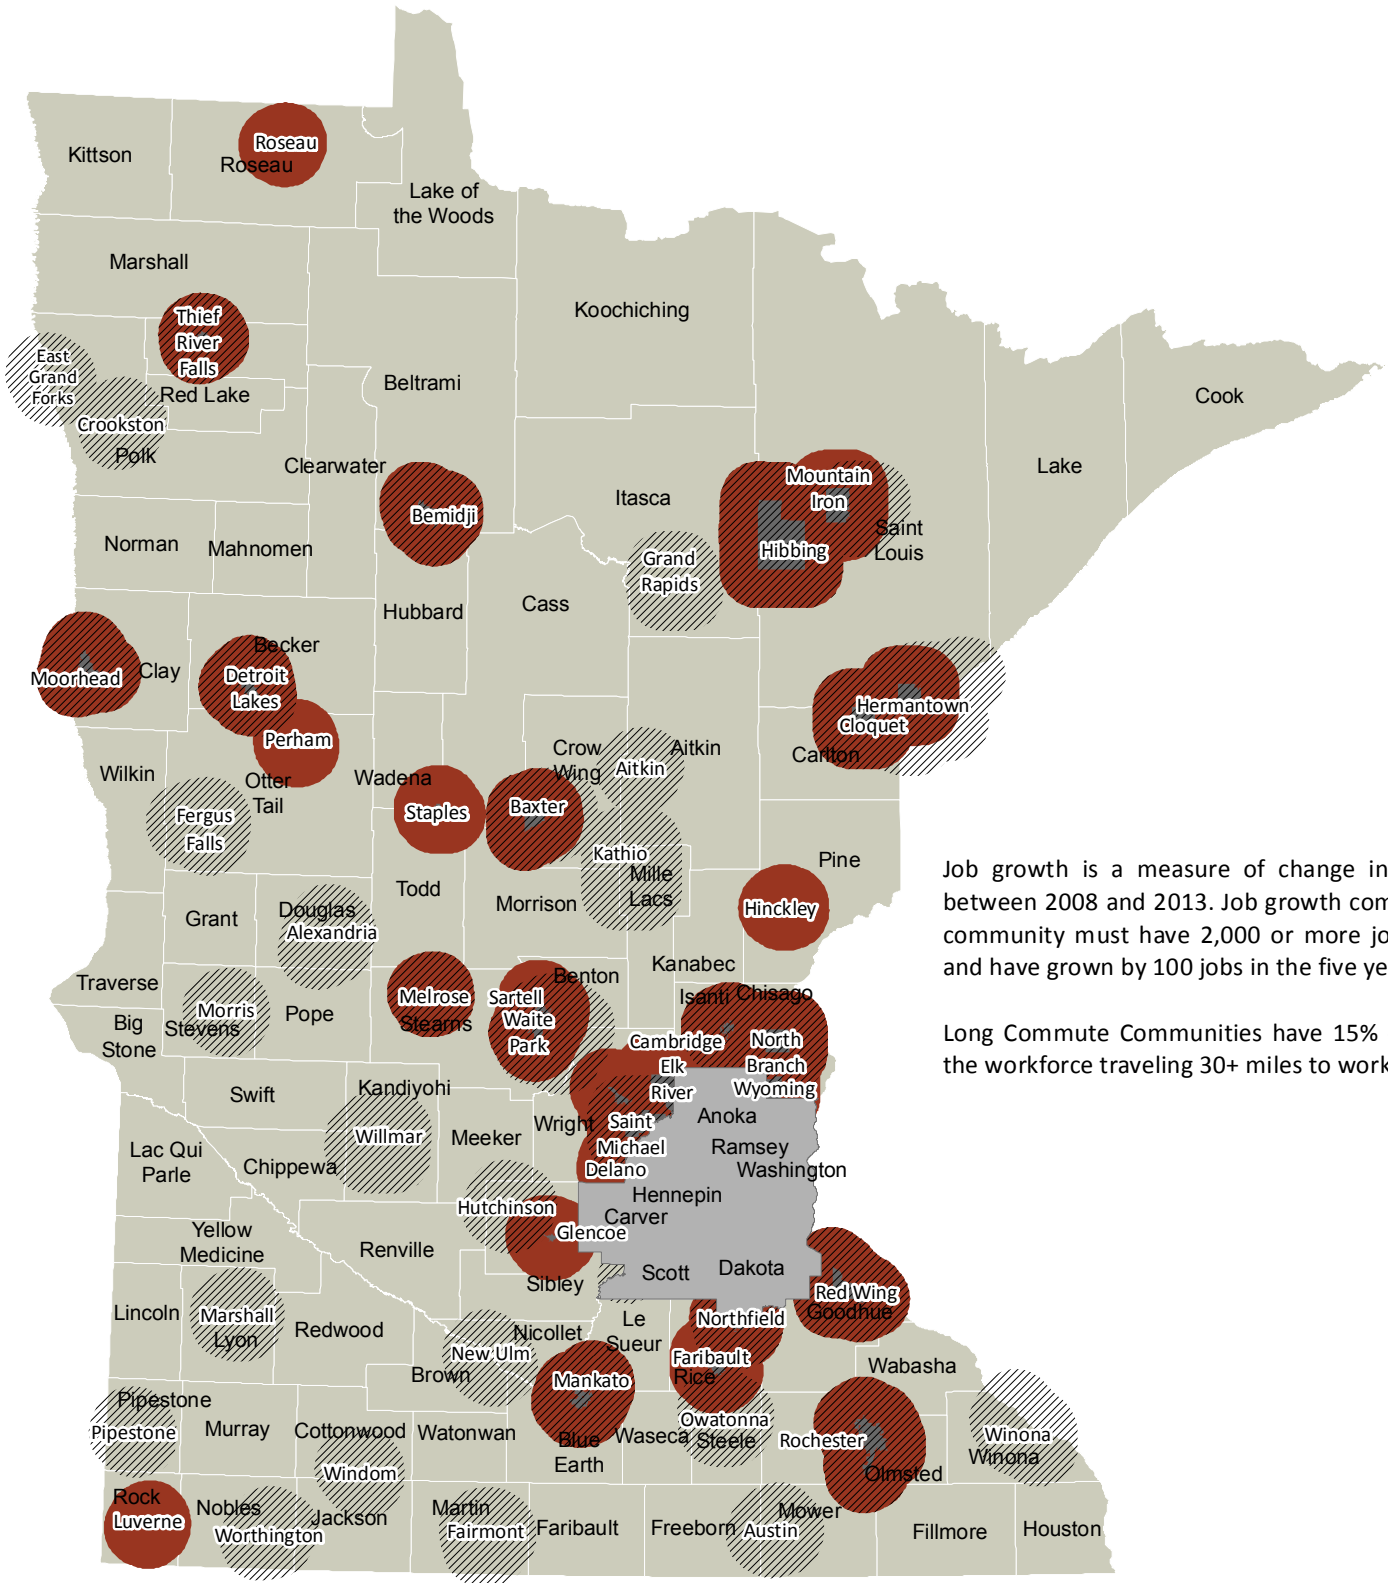 Roseau
Kittson
Roseau
Lake of
the Woods
Marshall
Koochiching
Thief
River
Falls
East
Grand
Forks
Beltrami
Red Lake
Cook
Crookston
Polk
Clearwater
Lake
Mountain
Iron
Itasca
Bemidji
Saint
Louis
Norman
Mahnomen
Hibbing
Grand
Rapids
Hubbard
Cass
Becker
Moorhead
Clay
Detroit
Lakes
Hermantown
Cloquet
Perham
Crow
Wing
Aitkin
Carlton
Aitkin
Wilkin
Otter
Tail
Wadena
Staples
Baxter
Fergus
Falls
Kathio
Mille
Lacs
Pine
Todd
Morrison
Hinckley
Grant
Douglas
Alexandria
Job growth is a measure of change in
between 2008 and 2013. Job growth com
community must have 2,000 or more jo
and have grown by 100 jobs in the five ye
Long Commute Communities have 15%
the workforce traveling 30+ miles to work
Traverse
Kanabec
Benton
Isanti
Chisago
Melrose
Sartell
Stearns
Waite
Park
Morris
Stevens
Pope
Big
Stone
Cambridge
North
Branch
Elk
River
Wyoming
Swift
Kandiyohi
Anoka
Wright
Saint
Michael
Willmar
Meeker
Ramsey
Lac Qui
Parle
Chippewa
Delano
Washington
Hennepin
Hutchinson
Carver
Glencoe
Yellow
Medicine
Renville
Scott
Dakota
Sibley
Red Wing
Goodhue
Lincoln
Marshall
Lyon
Redwood
Nicollet
Le
Sueur
Northfield
New Ulm
Faribault
Rice
Wabasha
Brown
Mankato
Pipestone
Pipestone
Murray
Cottonwood
Watonwan
Blue
Earth
Waseca
Owatonna
Steele
Rochester
Olmsted
Winona
Winona
Windom
Rock
Luverne
Nobles
Worthington
Jackson
Martin
Fairmont
Faribault
Freeborn
Mower
Austin
Fillmore
Houston